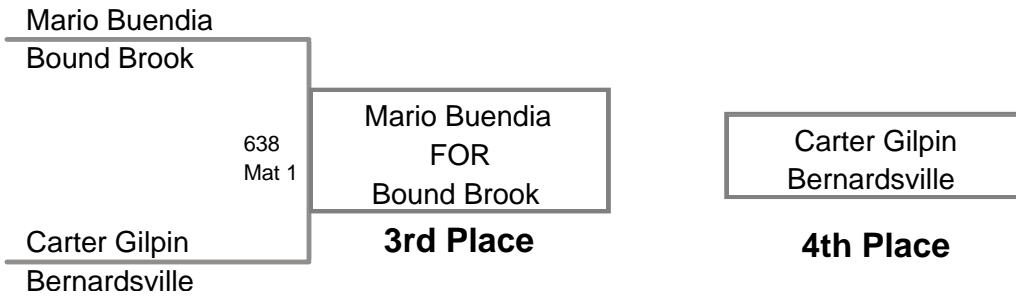 Mario Buendia
Bound Brook
638
Mat 1
Mario Buendia
FOR
Bound Brook
3rd Place
Carter Gilpin
Bernardsville
Carter Gilpin
Bernardsville
4th Place